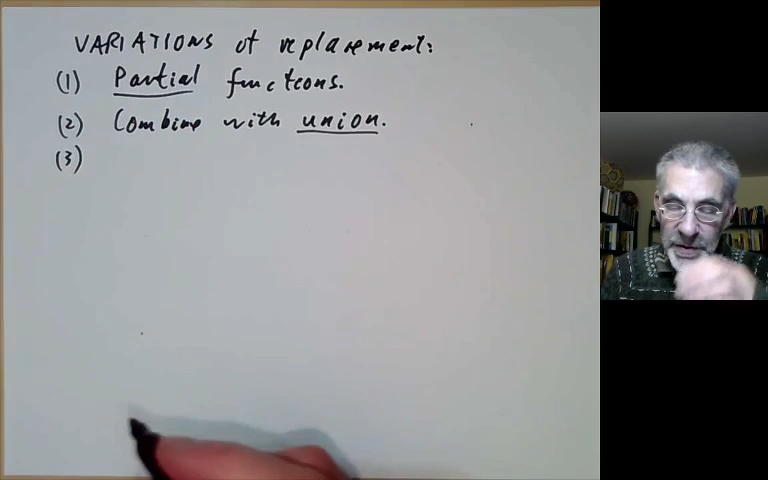 VARIATIONS of replacement:
(1) Partial functions.
(2) Combine with union.
(3)